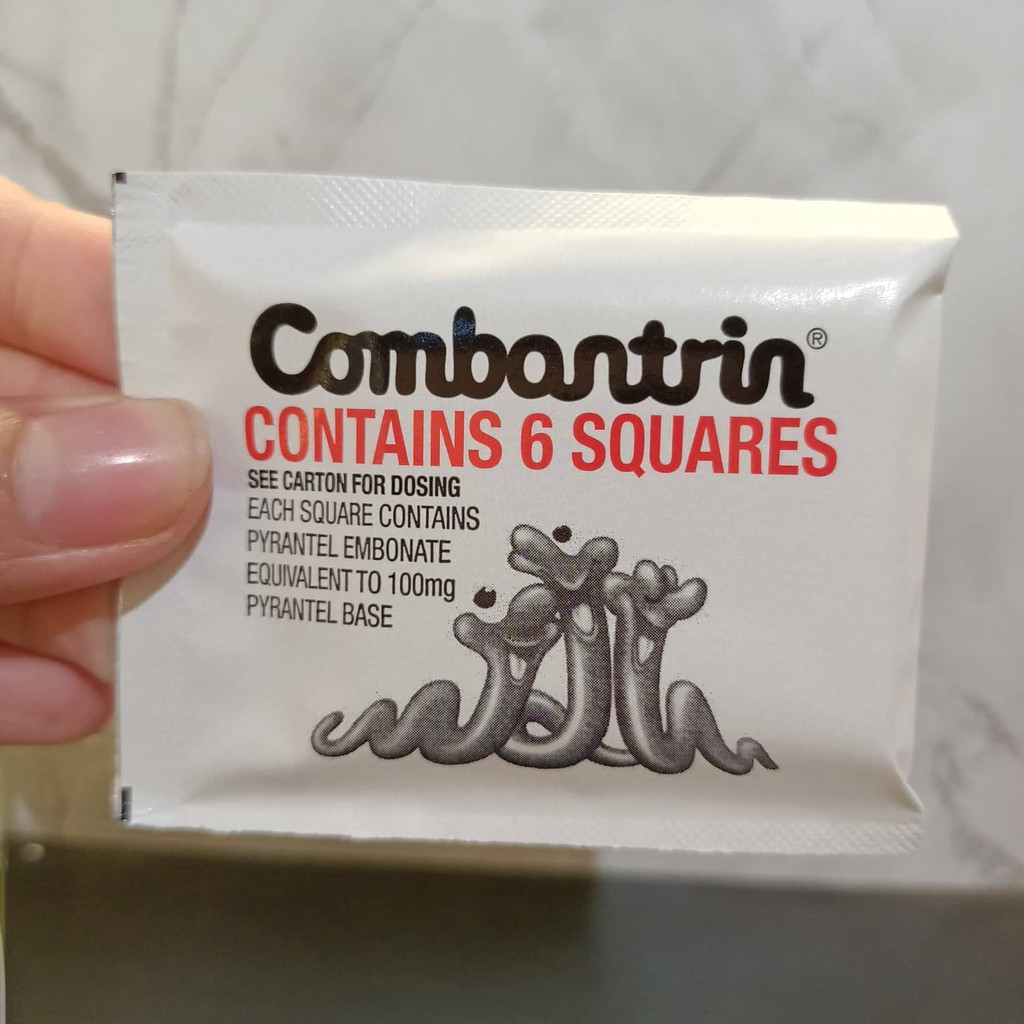 Combantrin®
CONTAINS 6 SQUARES
SEE CARTON FOR DOSING
EACH SQUARE CONTAINS
PYRANTEL EMBONATE
EQUIVALENT TO 100mg
PYRANTEL BASE